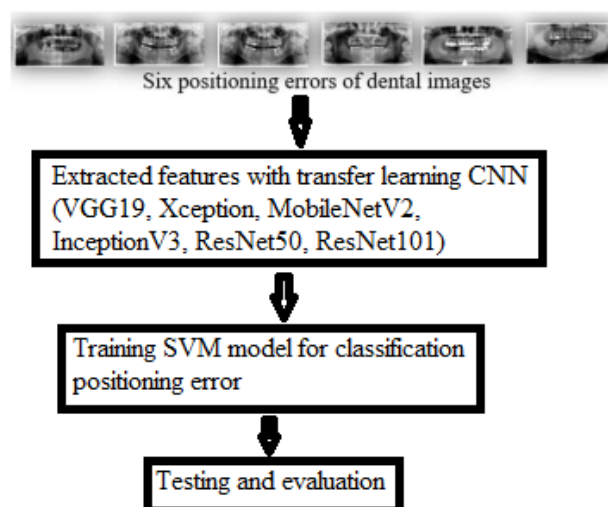 Six positioning errors of dental images
Extracted features with transfer learning CNN
(VGG19, Xception, MobileNetV2,
InceptionV3, ResNet50, ResNet101)
Training SVM model for classification
positioning error
Testing and evaluation